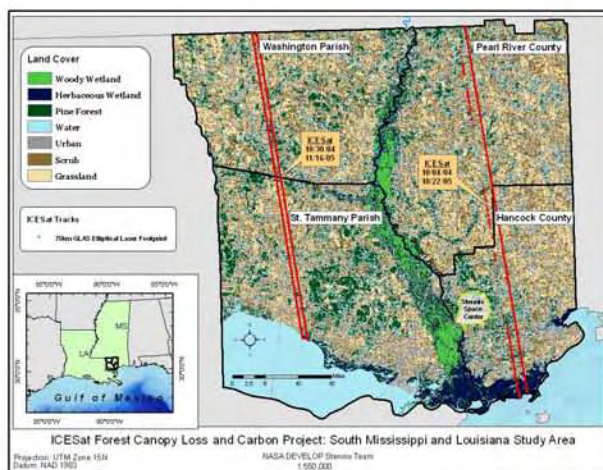 Washington Parish
Pearl River County
Land Cover
Woody Wetland
Herbaceous Wetland
Pine Forest
Water
Urban
Scrub
Grassland
ICESat
10/30/04
11/16/05
ICESat
10/04/04
10/22/05
ICESat Tracks
70km GLAS Elliptical Laser Footprint
St. Tammany Parish
Hancock County
Stennis
Space
Center
MS
LA
Gulf of Mexico
Miles
ICESat Forest Canopy Loss and Carbon Project: South Mississippi and Louisiana Study Area
Projection: UTM Zone 15N
Datum: NAD 1983
NASA DEVELOP Stennis Team
1:550,000